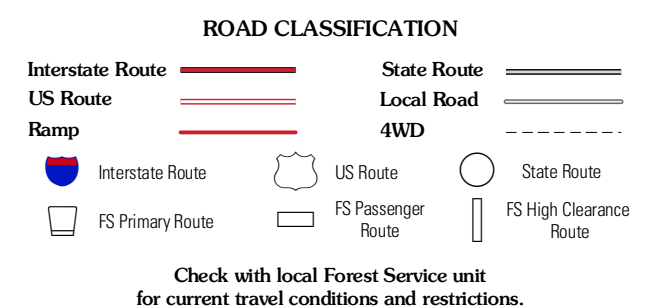 ROAD CLASSIFICATION
Interstate Route
State Route
US Route
Local Road
Ramp
4WD
Interstate Route
US Route
State Route
FS Primary Route
FS Passenger
Route
FS High Clearance
Route
Check with local Forest Service unit
for current travel conditions and restrictions.